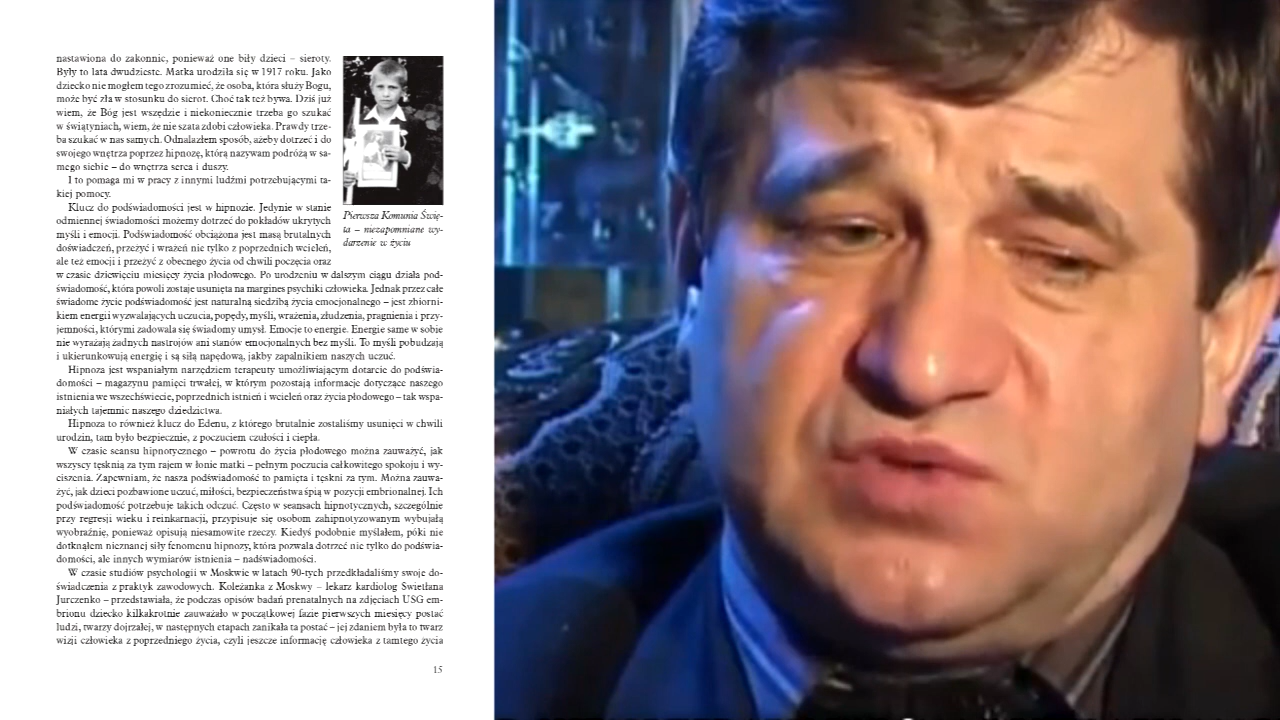 nastawiona do zakonnic, ponieważ one biły dzieci – sieroty.
Były to lata dwudzieste. Matka urodziła się w 1917 roku. Jako
dziecko nie mogłem tego zrozumieć, że osoba, która służy Bogu,
może być zła w stosunku do sierot. Choć tak też bywa. Dziś już
wiem, że Bóg jest wszędzie i niekoniecznie trzeba go szukać
w świątyniach, wiem, że nie szata zdobi człowieka. Prawdy trze-
ba szukać w nas samych. Odnalazłem sposób, ażeby dotrzeć i do
swojego wnętrza poprzez hipnozę, którą nazywam podróżą w sa-
mego siebie – do wnętrza serca i duszy.
I to pomaga mi w pracy z innymi ludźmi potrzebującymi ta-
kiej pomocy.
Klucz do podświadomości jest w hipnozie. Jedynie w stanie
odmiennej świadomości możemy dotrzeć do pokładów ukrytych
myśli i emocji. Podświadomość obciążona jest masą brutalnych
doświadczeń, przeżyć i wrażeń nie tylko z poprzednich wcieleń,
ale też emocji i przeżyć z obecnego życia od chwili poczęcia oraz
w czasie dziewięciu miesięcy życia płodowego. Po urodzeniu w dalszym ciągu działa pod-
świadomość, która powoli zostaje usunięta na margines psychiki człowieka. Jednak przez całe
świadome życie podświadomość jest naturalną siedzibą życia emocjonalnego – jest zbiorni-
kiem energii wyzwalających uczucia, popędy, myśli, wrażenia, złudzenia, pragnienia i przy-
jemności, którymi zadowala się świadomy umysł. Emocje to energie. Energie same w sobie
nie wyrażają żadnych nastrojów ani stanów emocjonalnych bez myśli. To myśli pobudzają
i ukierunkowują energię i są siłą napędową, jakby zapalnikiem naszych uczuć.
Hipnoza jest wspaniałym narzędziem terapeuty umożliwiającym dotarcie do podświa-
domości – magazynu pamięci trwałej, w którym pozostają informacje dotyczące naszego
istnienia we wszechświecie, poprzednich istnień i wcieleń oraz życia płodowego – tak wspa-
niałych tajemnic naszego dziedzictwa.
Hipnoza to również klucz do Edenu, z którego brutalnie zostaliśmy usunięci w chwili
urodzin, tam było bezpiecznie, z poczuciem czułości i ciepła.
W czasie seansu hipnotycznego – powrotu do życia płodowego można zauważyć, jak
wszyscy tęsknią za tym rajem w łonie matki – pełnym poczucia całkowitego spokoju i wy-
ciszenia. Zapewniam, że nasza podświadomość to pamięta i tęskni za tym. Można zauwa-
żyć, jak dzieci pozbawione uczuć, miłości, bezpieczeństwa śpią w pozycji embrionalnej. Ich
podświadomość potrzebuje takich odczuć. Często w seansach hipnotycznych, szczególnie
przy regresji wieku i reinkarnacji, przypisuje się osobom zahipnotyzowanym wybujałą
wyobraźnię, ponieważ opisują niesamowite rzeczy. Kiedyś podobnie myślałem, póki nie
dotknąłem nieznanej siły fenomenu hipnozy, która pozwala dotrzeć nie tylko do podświa-
domości, ale innych wymiarów istnienia – nadświadomości.
W czasie studiów psychologii w Moskwie w latach 90-tych przedkładaliśmy swoje do-
świadczenia z praktyk zawodowych. Koleżanka z Moskwy – lekarz kardiolog Swietłana
Jurczenko – przedstawiała, że podczas opisów badań prenatalnych na zdjęciach USG em-
brionu dziecko kilkakrotnie zauważało w początkowej fazie pierwszych miesięcy postać
ludzi, twarzy dojrzałej, w następnych etapach zanikała ta postać – jej zdaniem była to twarz
wizji człowieka z poprzedniego życia, czyli jeszcze informację człowieka z tamtego życia
Pierwsza Komunia Świę-
ta – niezapomniane wy-
darzenie w życiu
15